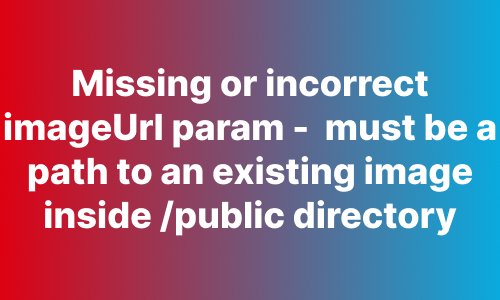 Missing or incorrect
imageUrl param -  must be a
path to an existing image
inside /public directory